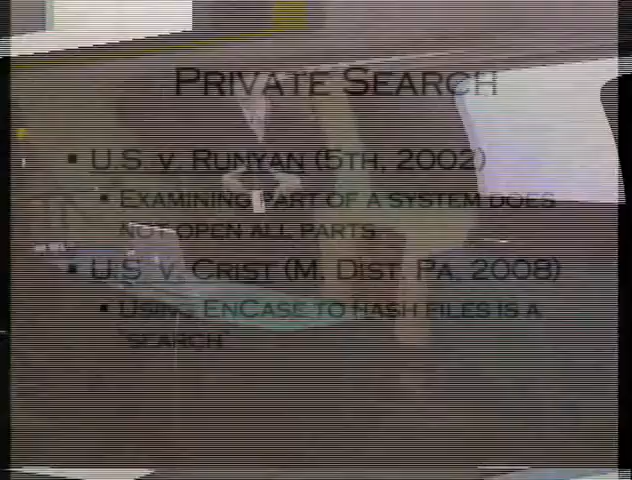 PRIVATE SEARCH
▪ U.S. V. RUNYAN (5TH, 2002)
▪ EXAMINING PART OF A SYSTEM DOES
NOT OPEN ALL PARTS
▪ U.S. V. CRIST (M. DIST. PA. 2008)
▪ USING ENCASE TO HASH FILES IS A
"SEARCH"